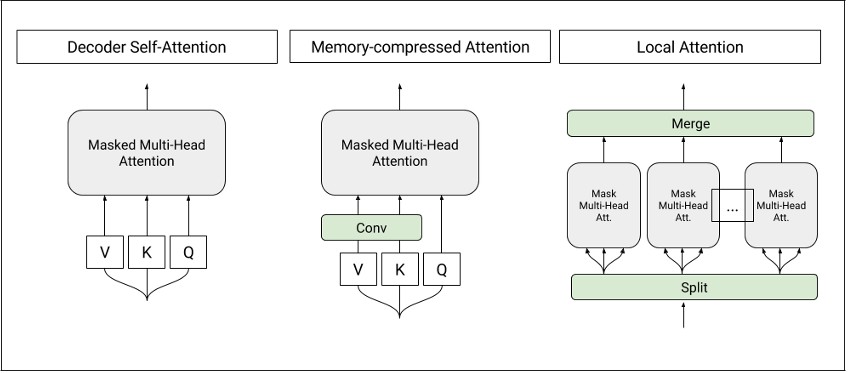 Decoder Self-Attention
Masked Multi-Head
Attention
V K Q
Memory-compressed Attention
Masked Multi-Head
Attention
Conv
V K Q
Local Attention
Merge
Mask
Multi-Head
Att.
Mask
Multi-Head
Att.
...
Mask
Multi-Head
Att.
Split